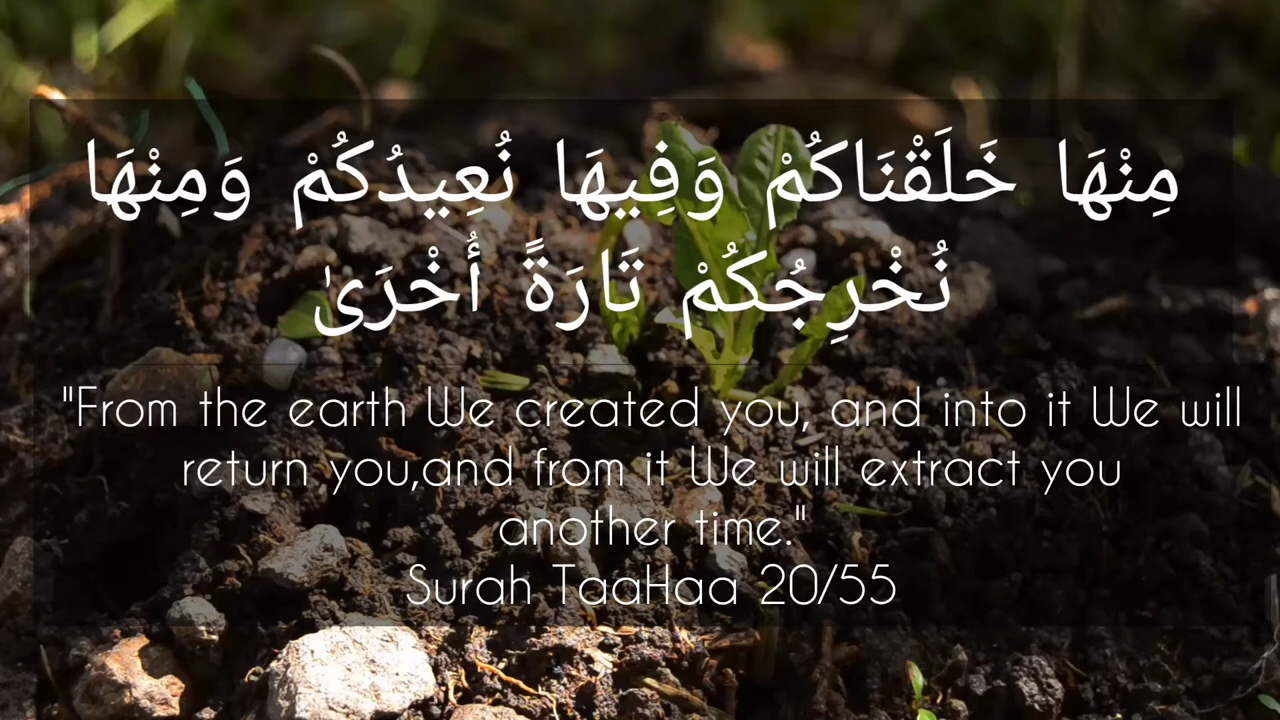 مِنْهَا خَلَقْنَاكُمْ وَفِيهَا نُعِيدُكُمْ وَمِنْهَا
نُخْرِجُكُمْ تَارَةً أُخْرَىٰ
"From the earth We created you, and into it We will
return you,and from it We will extract you
another time."
Surah TaaHaa 20/55